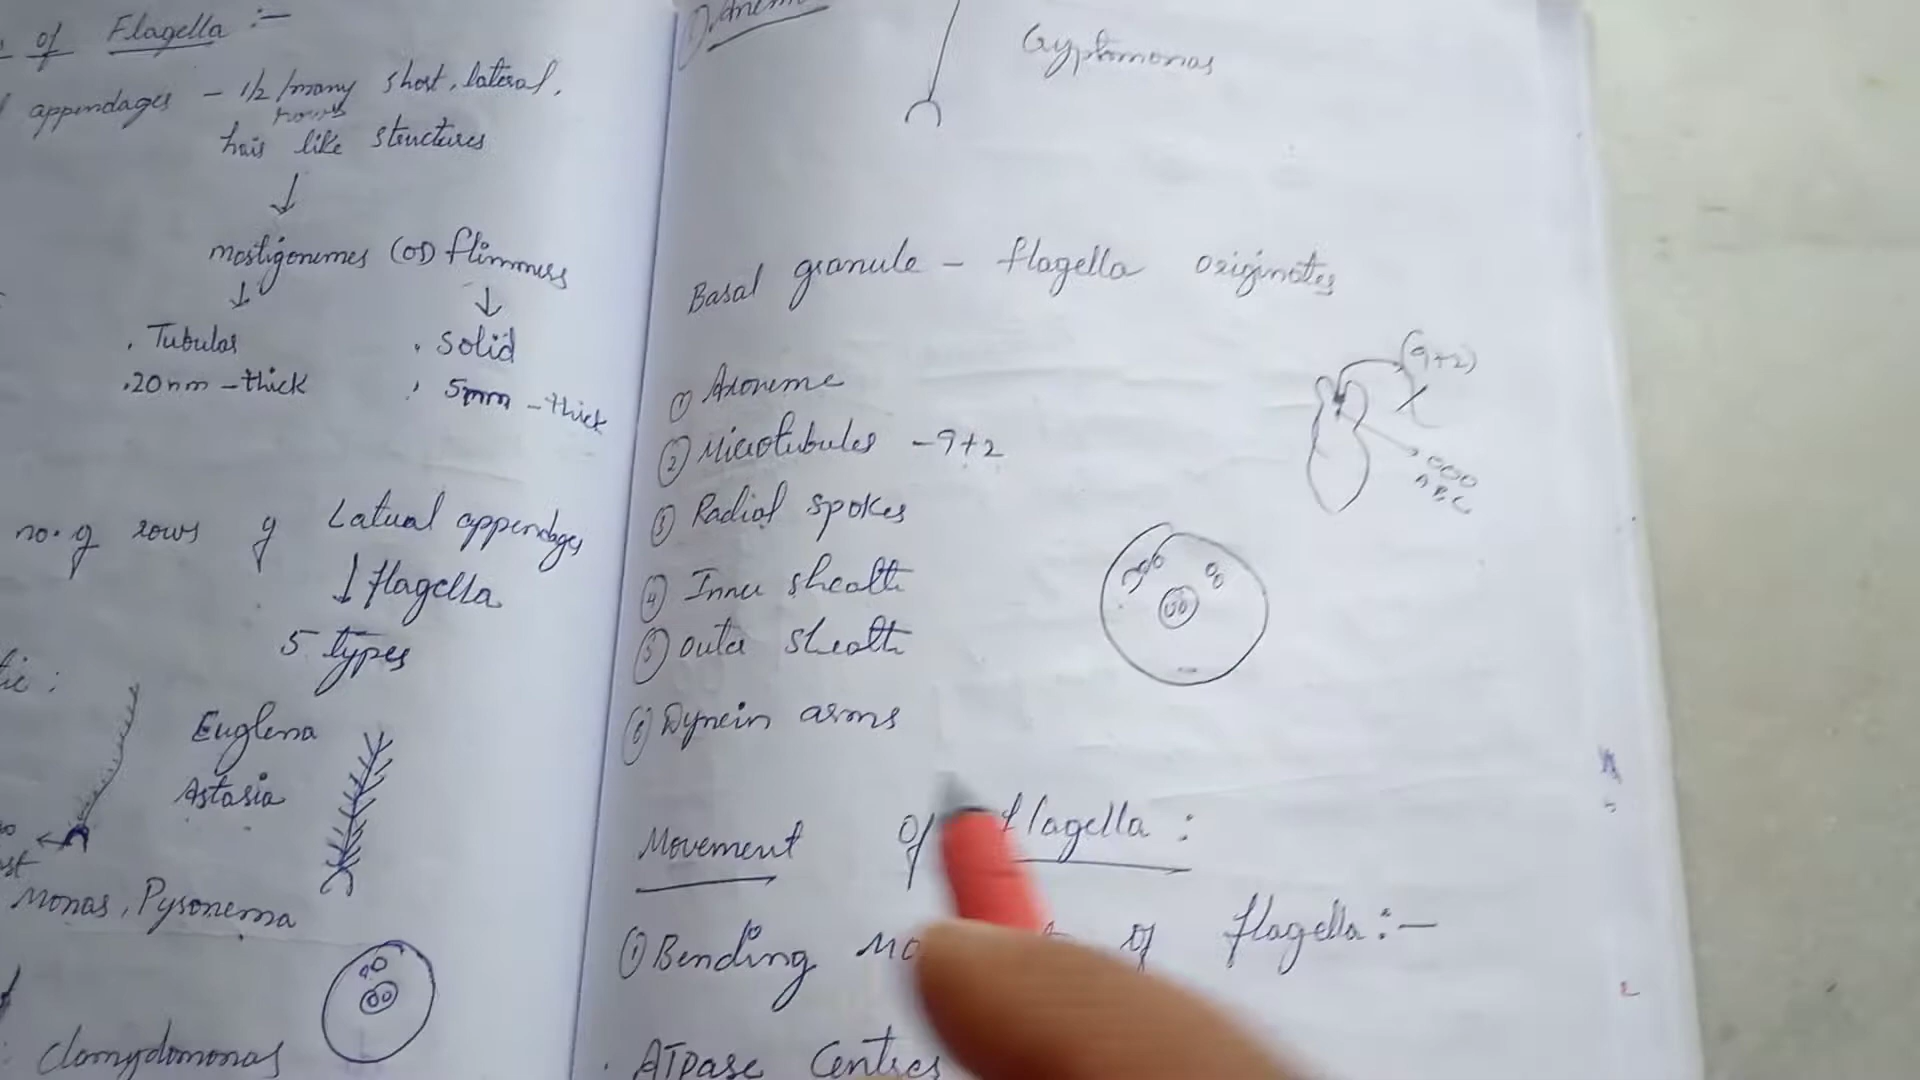 of Flagella :-
appendages - 1/2 /many short, lateral,
rows
hair like structures
mastigonemes (or) flimmers
. Tubular
. Solid
. 20nm - thick
. 5mm - thick
no. of rows of Lateral appendages
flagella
5 types
Euglena
Astasia
Monas, Pysonema
Clamydomonas
Cryptomonas
Basal granule - flagella originates
① Axoneme
② Microtubules - 9+2
③ Radial spokes
④ Inner sheath
⑤ outer sheath
⑥ Dynein arms
(9+2)
ABC
Movement of flagella :
① Bending of flagella :-
. ATPase Centres